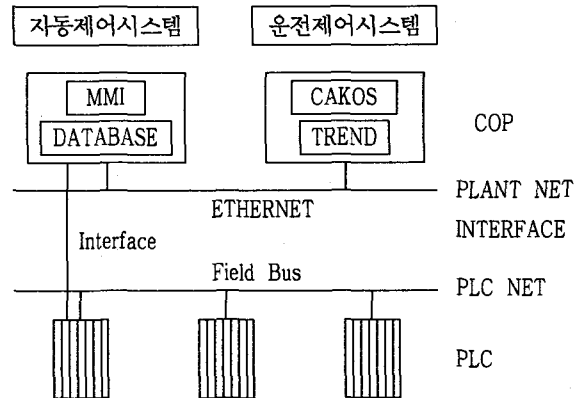 자동제어시스템 운전제어시스템
MMI CAKOS
DATABASE TREND
COP
PLANT NET
ETHERNET
INTERFACE
Interface
Field Bus
PLC NET
PLC